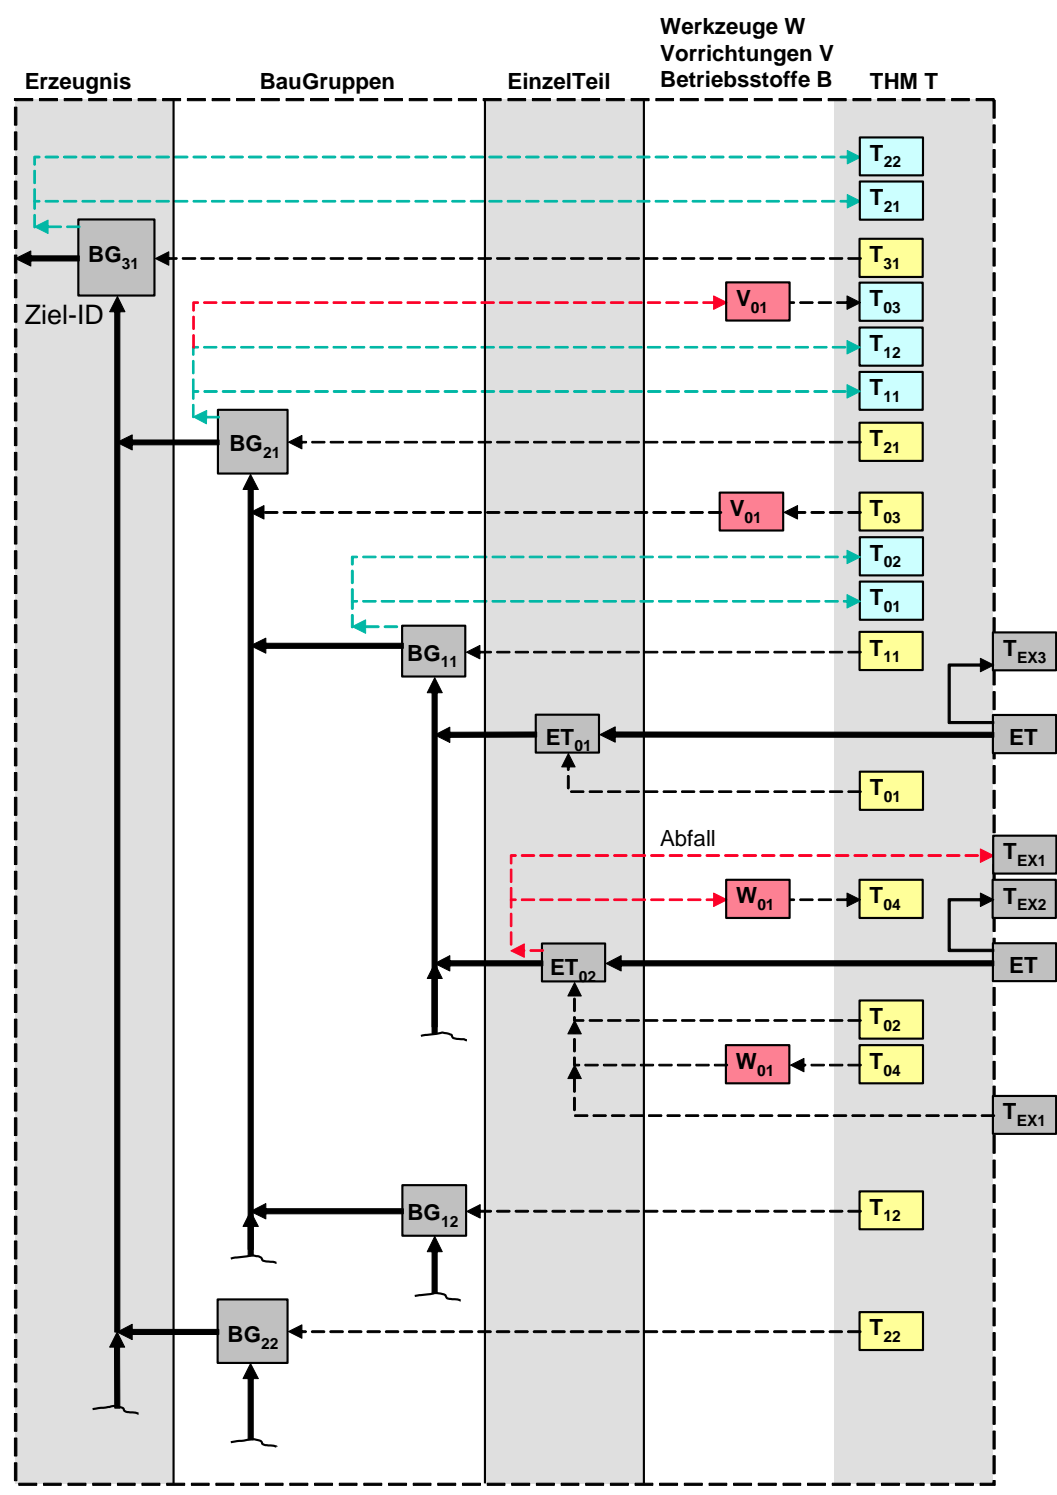 Werkzeuge W
Vorrichtungen V
Betriebsstoffe B
Erzeugnis BauGruppen EinzelTeil THM T
T22
T21
BG31 T31
Ziel-ID V01 T03
T12
T11
BG21 T21
V01 T03
T02
T01
BG11 T11 TEX3
ET01 ET
T01
Abfall TEX1
W01 T04 TEX2
ET02 ET
T02
W01 T04
TEX1
BG12 T12
BG22 T22